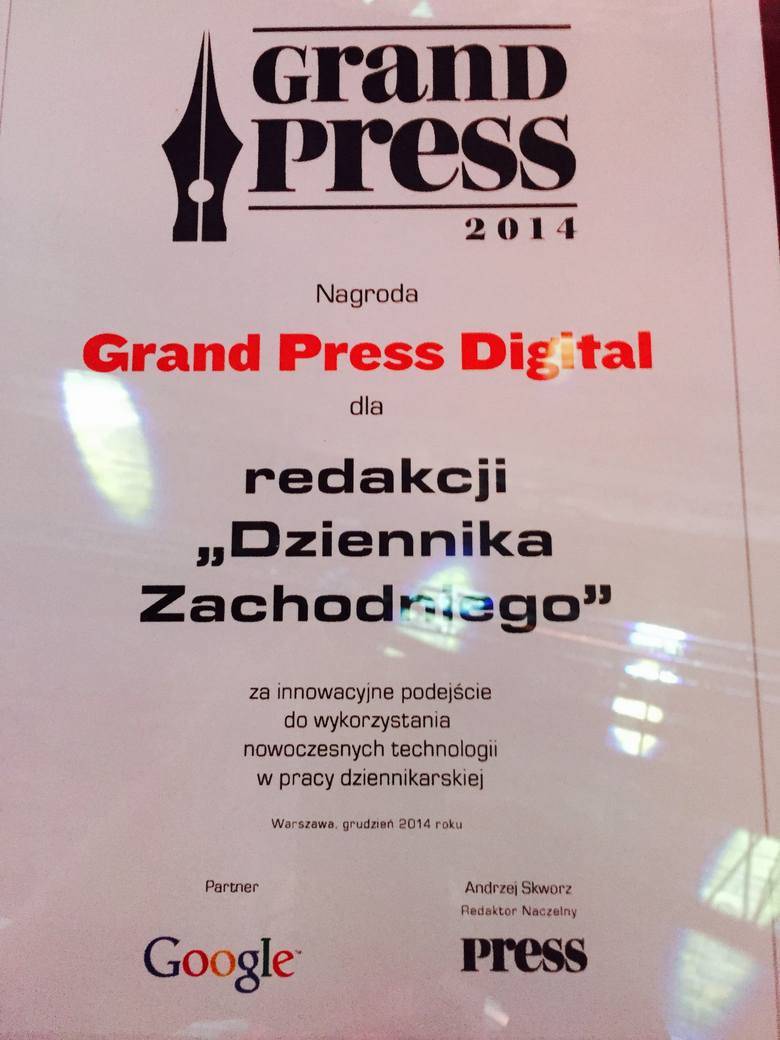 Grand
Press
2014
Nagroda
Grand Press Digital
dla
redakcji
„Dziennika
Zachodniego”
za innowacyjne podejście
do wykorzystania
nowoczesnych technologii
w pracy dziennikarskiej
Warszawa, grudzień 2014 roku
Partner
Google™
Andrzej Skworz
Redaktor Naczelny
press